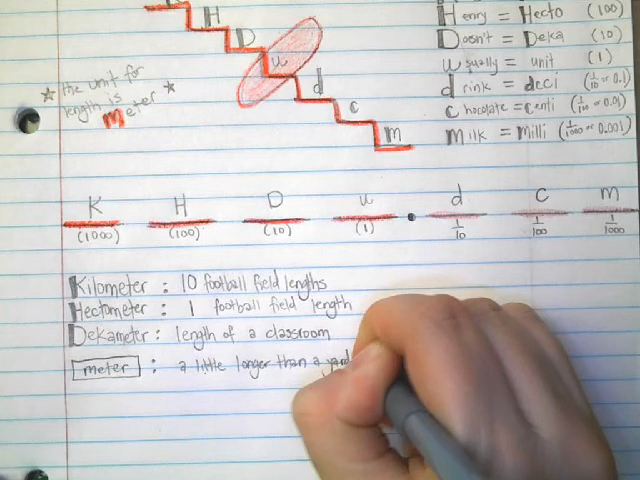 H
D
u
d
c
m
★ the unit for ★
length is
meter
Henry = Hecto (100)
Doesn't = Deka (10)
usually = unit (1)
drink = deci (1/10 or 0.1)
chocolate = centi (1/100 or 0.01)
milk = milli (1/1000 or 0.001)
K H D u . d c m
(1000) (100) (10) (1) 1/10 1/100 1/1000
Kilometer : 10 football field lengths
Hectometer : 1 football field length
Dekameter : length of a classroom
meter : a little longer than a yard